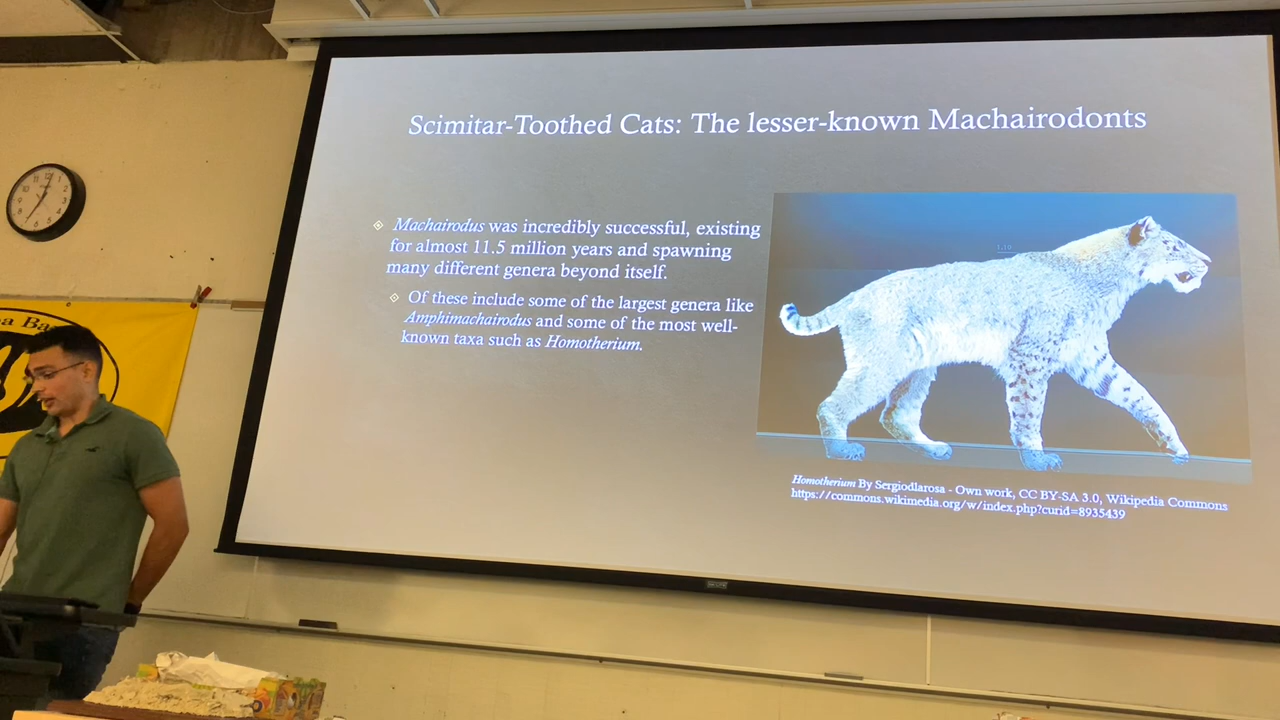 Scimitar-Toothed Cats: The lesser-known Machairodonts
Machairodus was incredibly successful, existing
for almost 11.5 million years and spawning
many different genera beyond itself.
Of these include some of the largest genera like
Amphimachairodus and some of the most well-
known taxa such as Homotherium.
1.10
Homotherium By Sergiodlarosa - Own work, CC BY-SA 3.0, Wikipedia Commons
https://commons.wikimedia.org/w/index.php?curid=8935439